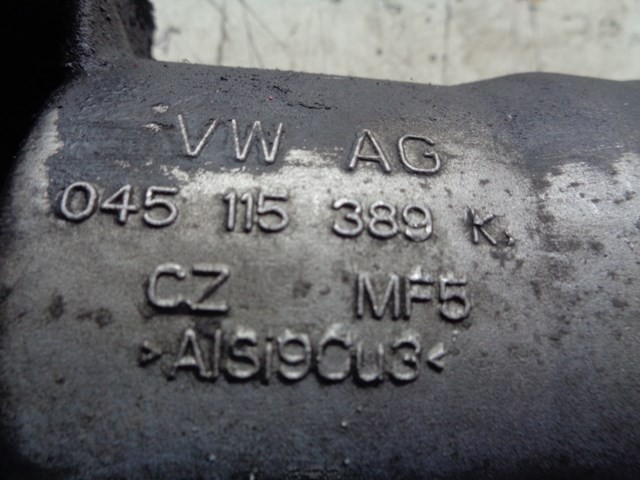 VW AG
045 115 389 K
CZ MF5
>AlSi9Cu3<